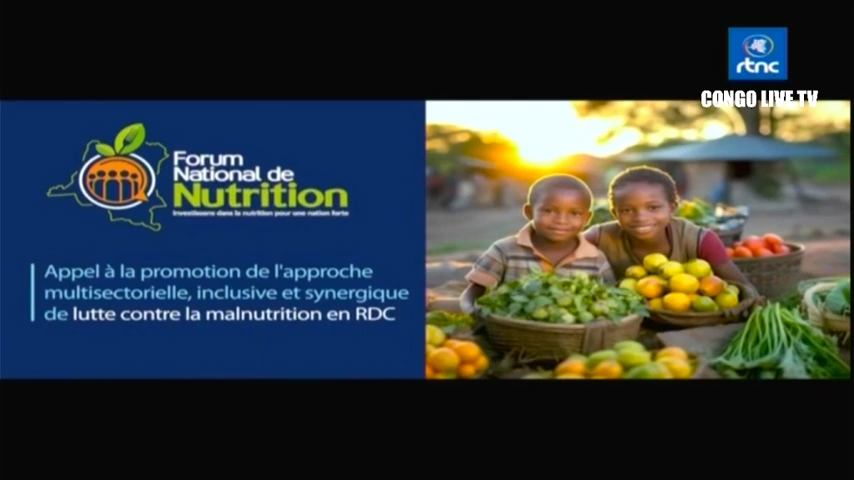 rtnc
CONGO LIVE TV
Forum
National de
Nutrition
Investissons dans la nutrition pour une nation forte
Appel à la promotion de l'approche
multisectorielle, inclusive et synergique
de lutte contre la malnutrition en RDC